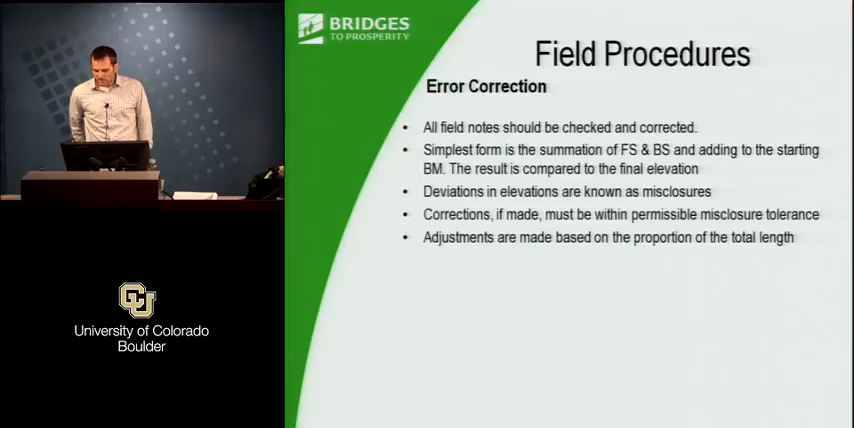 BRIDGES
TO PROSPERITY
Field Procedures
Error Correction
• All field notes should be checked and corrected.
• Simplest form is the summation of FS & BS and adding to the starting
BM. The result is compared to the final elevation
• Deviations in elevations are known as misclosures
• Corrections, if made, must be within permissible misclosure tolerance
• Adjustments are made based on the proportion of the total length
CU
University of Colorado
Boulder